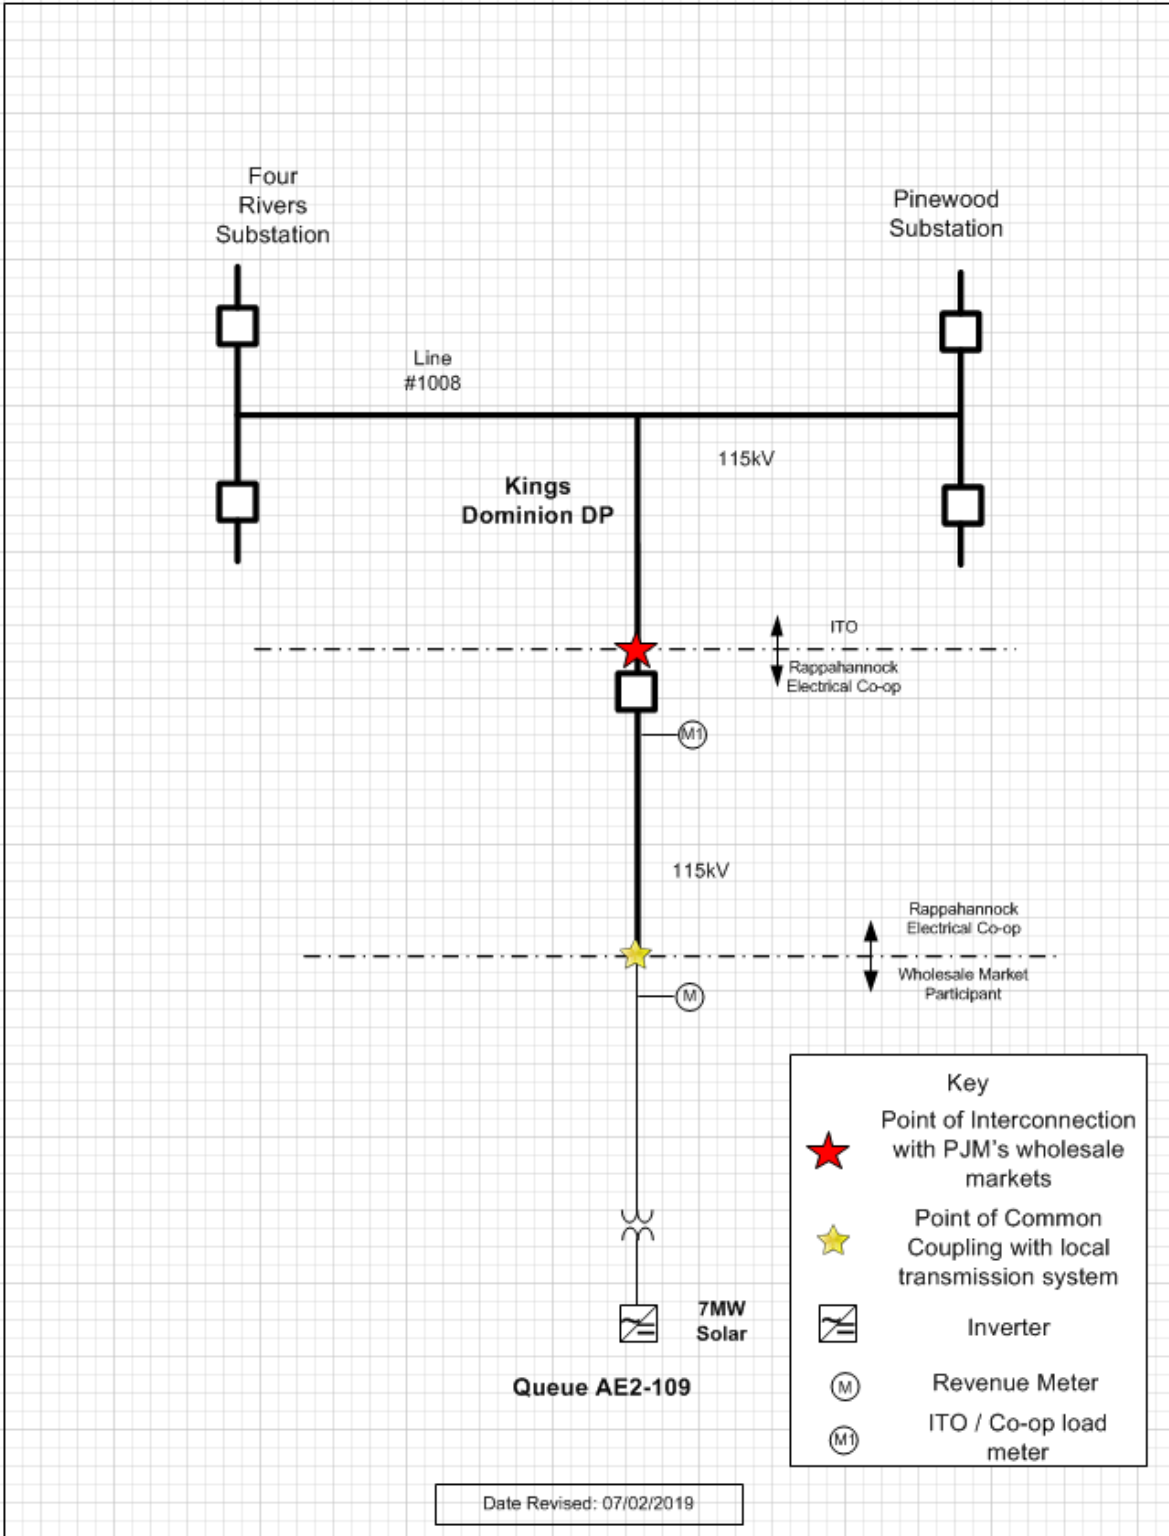 Four
Rivers
Substation
Pinewood
Substation
Line
#1008
115kV
Kings
Dominion DP
ITO
Rappahannock
Electrical Co-op
M1
115kV
Rappahannock
Electrical Co-op
Wholesale Market
Participant
M
7MW
Solar
Queue AE2-109
Key
Point of Interconnection
with PJM's wholesale
markets
Point of Common
Coupling with local
transmission system
Inverter
M
Revenue Meter
M1
ITO / Co-op load
meter
Date Revised: 07/02/2019